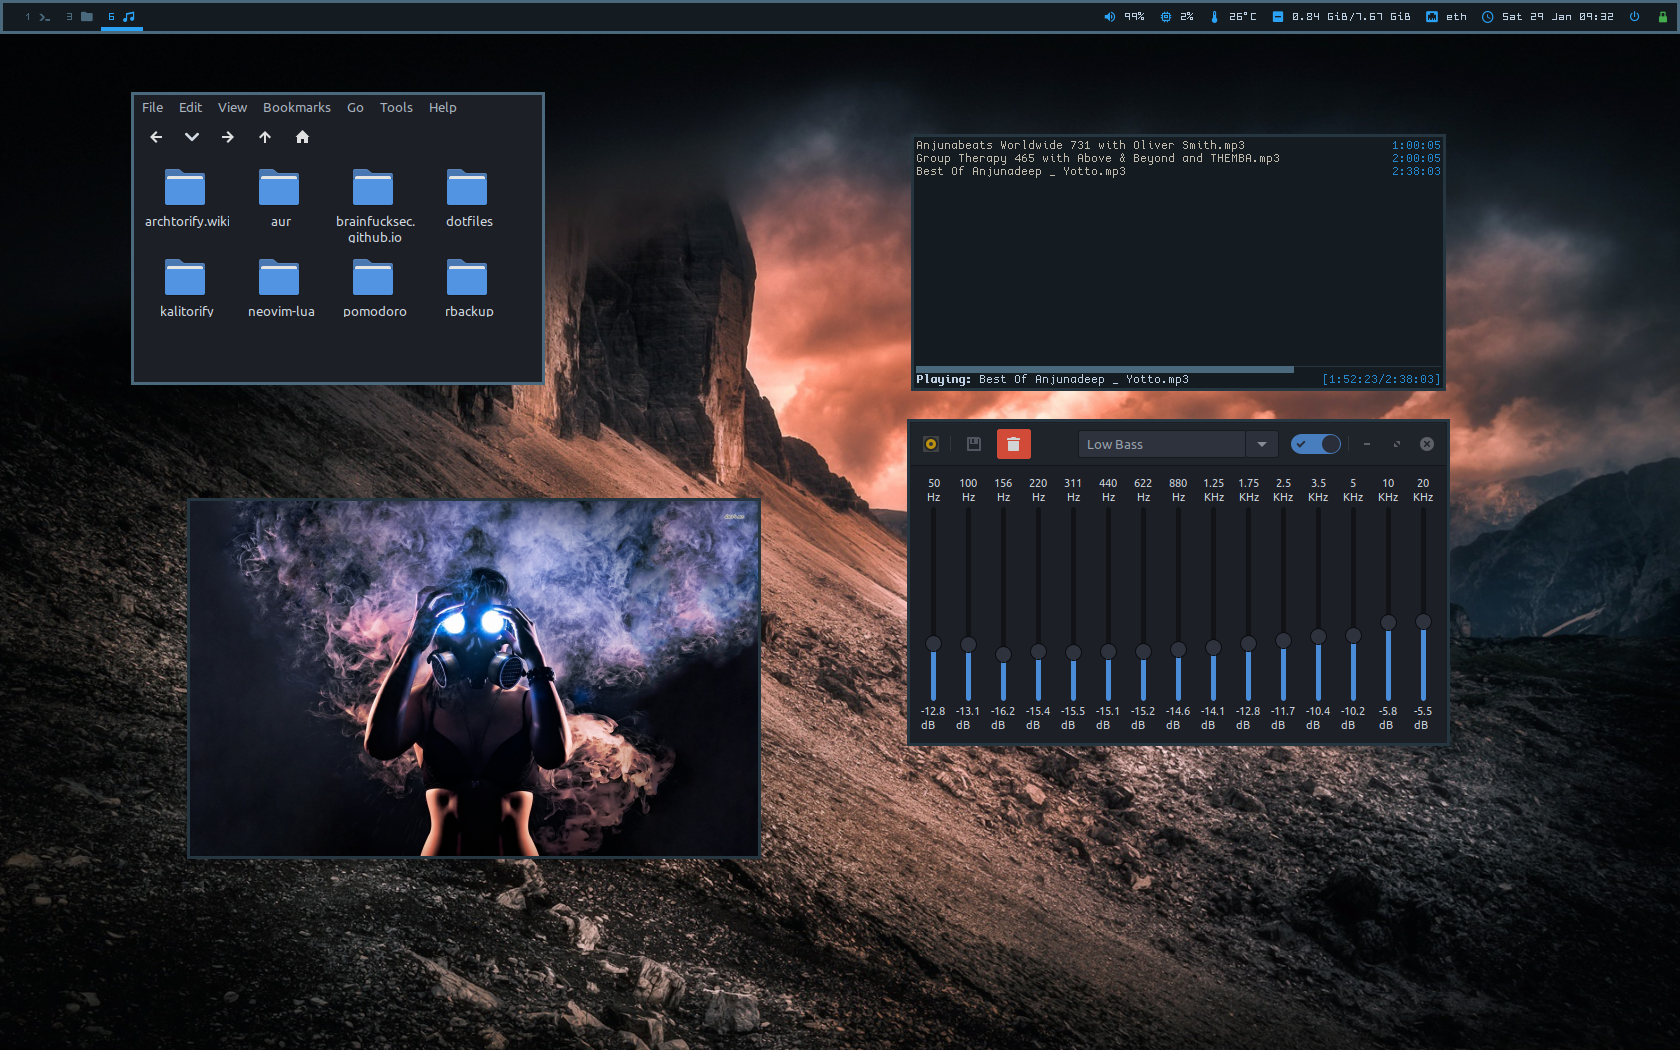 1 3 6
99% 2% 26°C 0.84 GiB/7.67 GiB eth Sat 29 Jan 09:32
File Edit View Bookmarks Go Tools Help
archtorify.wiki aur brainfucksec. dotfiles
github.io
kalitorify neovim-lua pomodoro rbackup
Anjunabeats Worldwide 731 with Oliver Smith.mp3 1:00:05
Group Therapy 465 with Above & Beyond and THEMBA.mp3 2:00:05
Best Of Anjunadeep _ Yotto.mp3 2:38:03
Playing: Best Of Anjunadeep _ Yotto.mp3 [1:52:23/2:38:03]
Low Bass
50 100 156 220 311 440 622 880 1.25 1.75 2.5 3.5 5 10 20
Hz Hz Hz Hz Hz Hz Hz Hz KHz KHz KHz KHz KHz KHz KHz
-12.8 -13.1 -16.2 -15.4 -15.5 -15.1 -15.2 -14.6 -14.1 -12.8 -11.7 -10.4 -10.2 -5.8 -5.5
dB dB dB dB dB dB dB dB dB dB dB dB dB dB dB